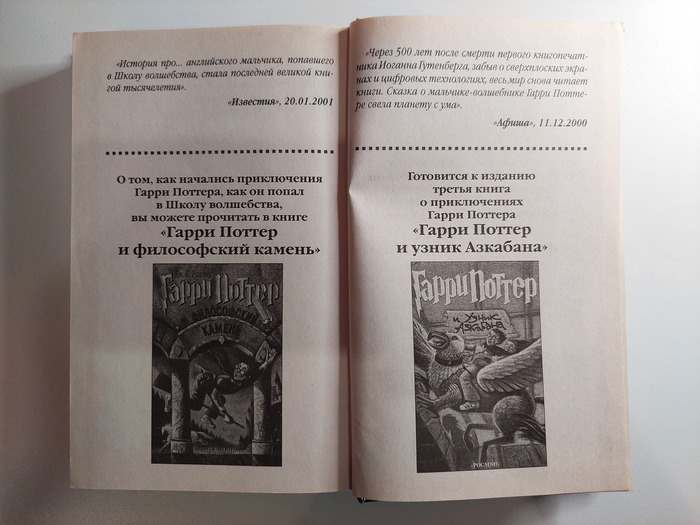 «История про... английского мальчика, попавшего
в Школу волшебства, стала последней великой кни-
гой тысячелетия».
«Известия», 20.01.2001
О том, как начались приключения
Гарри Поттера, как он попал
в Школу волшебства,
вы можете прочитать в книге
«Гарри Поттер
и философский камень»
Гарри Поттер
и
ФИЛОСОФСКИЙ
КАМЕНЬ
«Через 500 лет после смерти первого книгопечат-
ника Иоганна Гутенберга, забыв о сверхплоских экра-
нах и цифровых технологиях, весь мир снова читает
книги. Сказка о мальчике-волшебнике Гарри Потте-
ре свела планету с ума».
«Афиша», 11.12.2000
Готовится к изданию
третья книга
о приключениях
Гарри Поттера
«Гарри Поттер
и узник Азкабана»
Гарри Поттер
и Узник
Азкабана
«РОСМЭН»